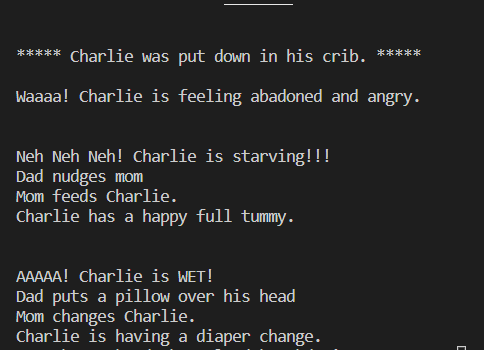 ***** Charlie was put down in his crib. *****
Waaaa! Charlie is feeling abadoned and angry.
Neh Neh Neh! Charlie is starving!!!
Dad nudges mom
Mom feeds Charlie.
Charlie has a happy full tummy.
AAAAA! Charlie is WET!
Dad puts a pillow over his head
Mom changes Charlie.
Charlie is having a diaper change.